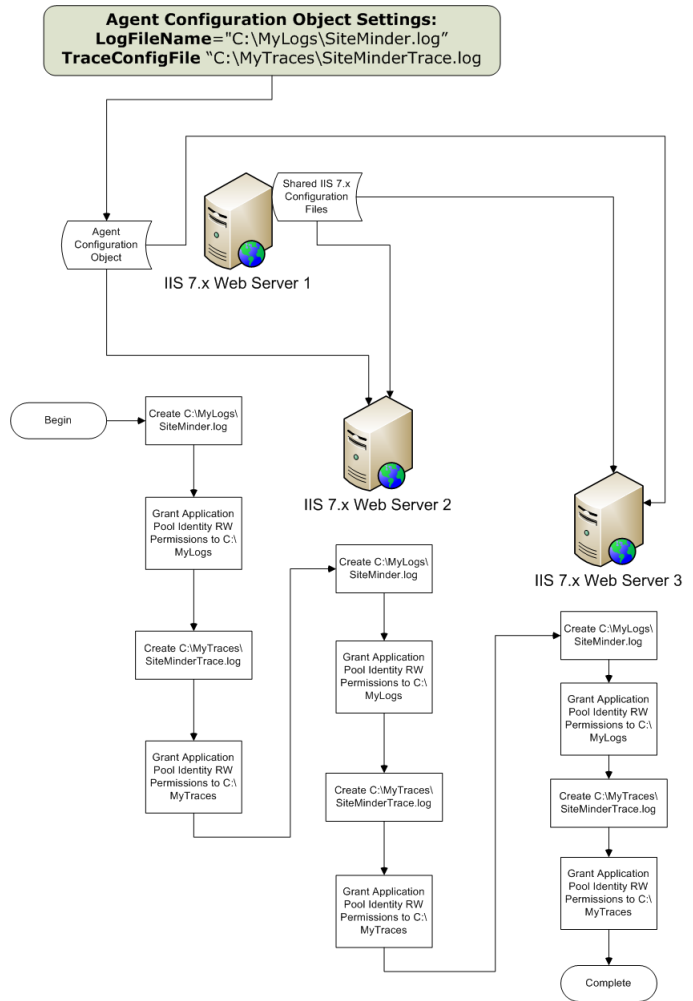 Agent Configuration Object Settings:
LogFileName="C:\MyLogs\SiteMinder.log”
TraceConfigFile “C:\MyTraces\SiteMinderTrace.log
Shared IIS 7.x
Configuration
Files
Agent
Configuration
Object
IIS 7.x Web Server 1
Begin
Create C:\MyLogs\
SiteMinder.log
Grant Application
Pool Identity RW
Permissions to C:\
MyLogs
Create C:\MyTraces\
SiteMinderTrace.log
Grant Application
Pool Identity RW
Permissions to C:\
MyTraces
IIS 7.x Web Server 2
Create C:\MyLogs\
SiteMinder.log
Grant Application
Pool Identity RW
Permissions to C:\
MyLogs
Create C:\MyTraces\
SiteMinderTrace.log
Grant Application
Pool Identity RW
Permissions to C:\
MyTraces
IIS 7.x Web Server 3
Create C:\MyLogs\
SiteMinder.log
Grant Application
Pool Identity RW
Permissions to C:\
MyLogs
Create C:\MyTraces\
SiteMinderTrace.log
Grant Application
Pool Identity RW
Permissions to C:\
MyTraces
Complete